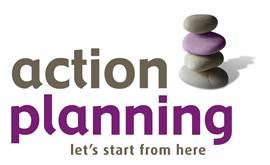 action
planning
let's start from here